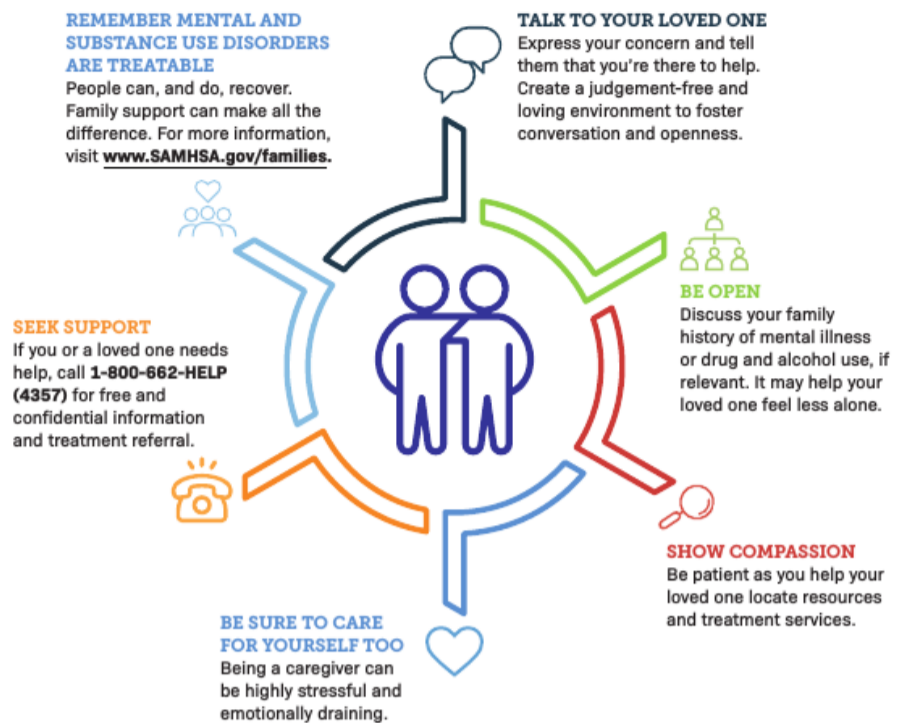 REMEMBER MENTAL AND
SUBSTANCE USE DISORDERS
ARE TREATABLE
People can, and do, recover.
Family support can make all the
difference. For more information,
visit www.SAMHSA.gov/families.
TALK TO YOUR LOVED ONE
Express your concern and tell
them that you're there to help.
Create a judgement-free and
loving environment to foster
conversation and openness.
BE OPEN
Discuss your family
history of mental illness
or drug and alcohol use, if
relevant. It may help your
loved one feel less alone.
SHOW COMPASSION
Be patient as you help your
loved one locate resources
and treatment services.
BE SURE TO CARE
FOR YOURSELF TOO
Being a caregiver can
be highly stressful and
emotionally draining.
SEEK SUPPORT
If you or a loved one needs
help, call 1-800-662-HELP
(4357) for free and
confidential information
and treatment referral.